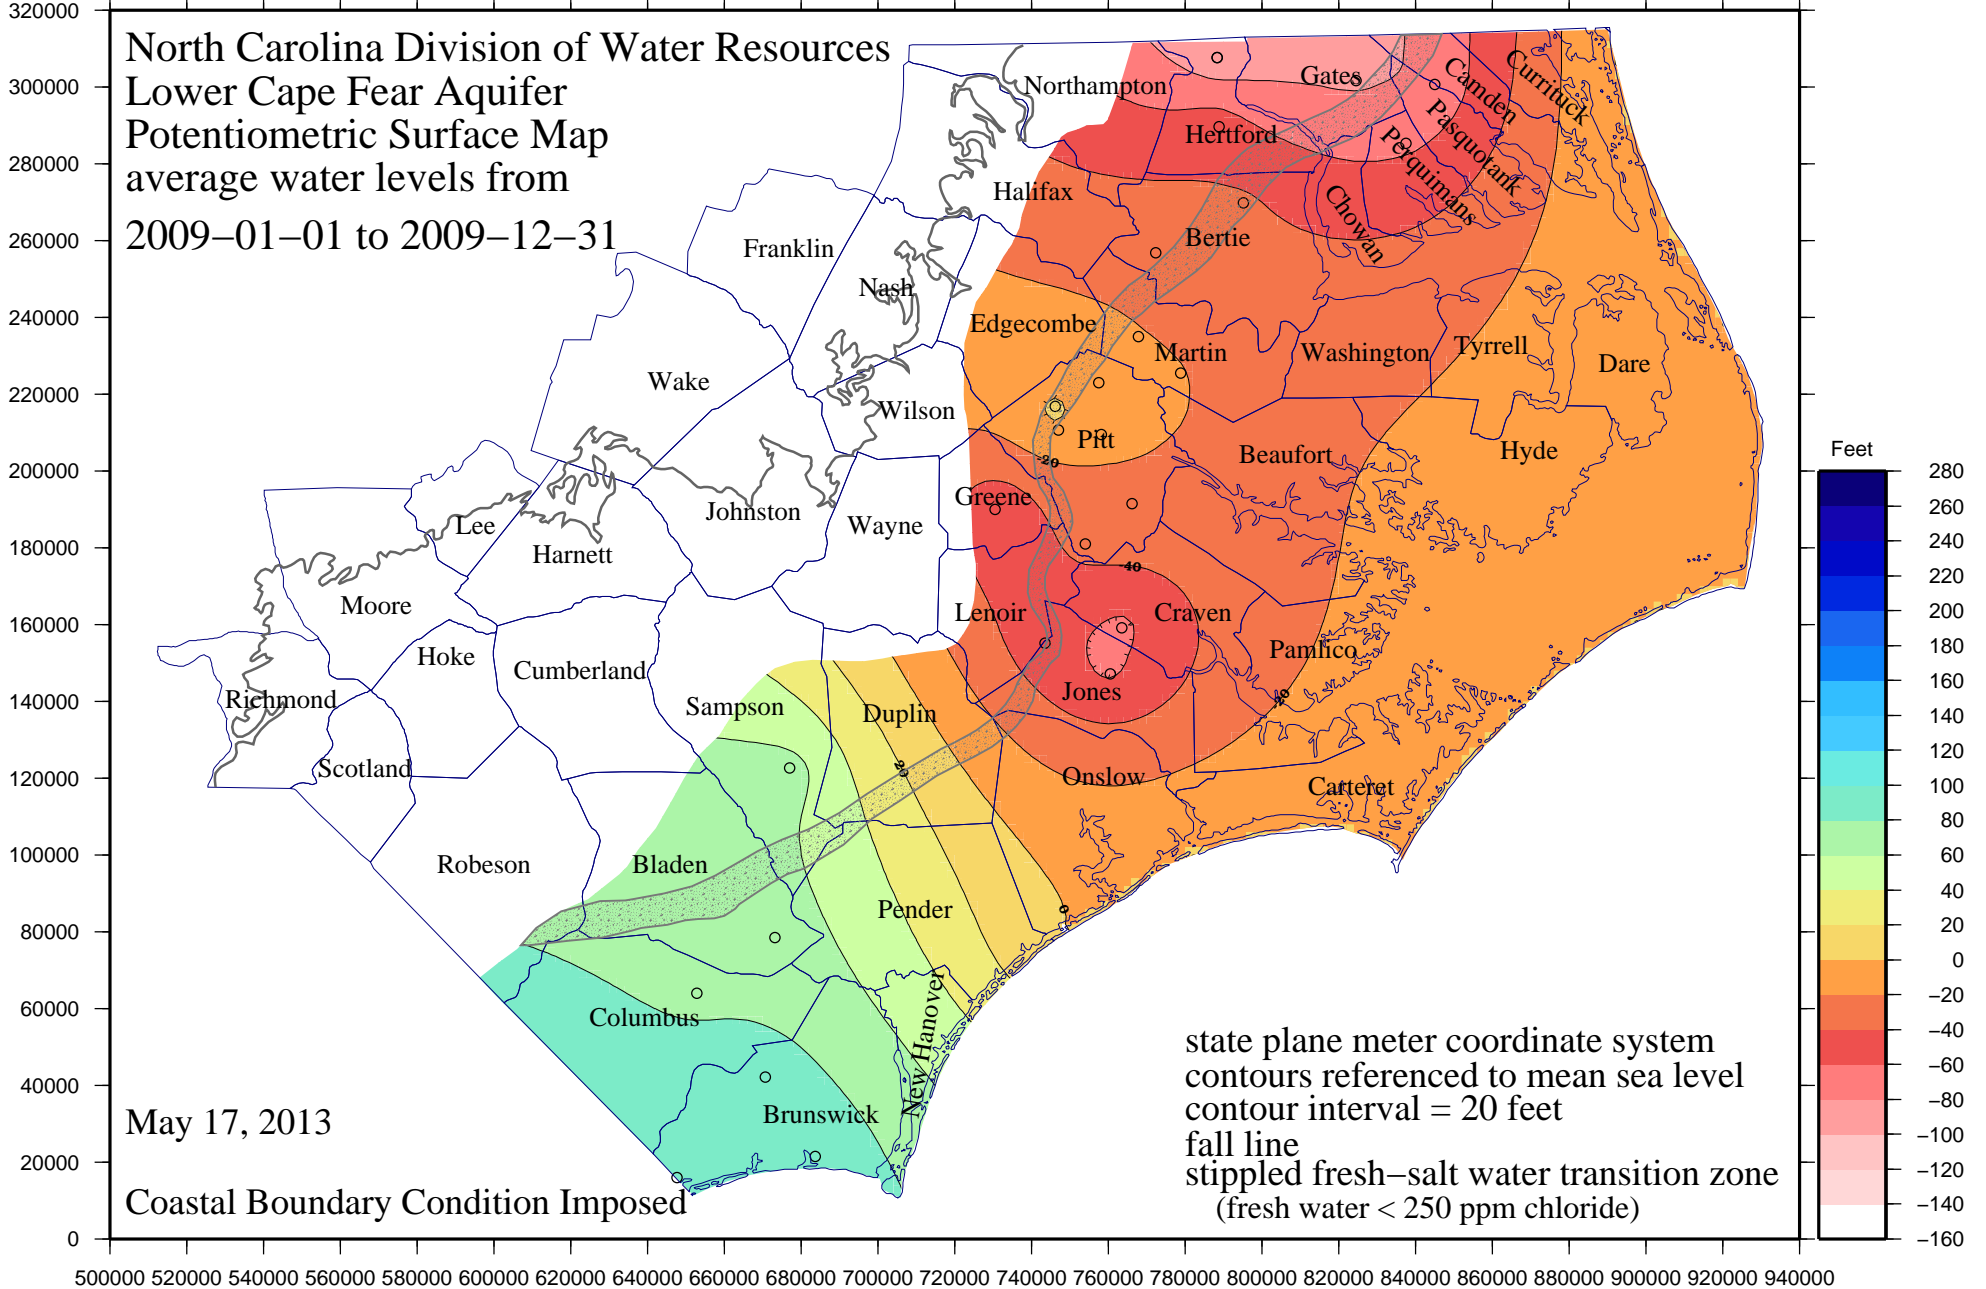 North Carolina Division of Water Resources
Lower Cape Fear Aquifer
Potentiometric Surface Map
average water levels from
2009−01−01 to 2009−12−31
Northampton
Gates
Camden
Currituck
Hertford
Pasquotank
Perquimans
Halifax
Chowan
Bertie
Franklin
Nash
Edgecombe
Martin
Washington
Tyrrell
Dare
Wake
Wilson
Pitt
Beaufort
Hyde
-20
Greene
Johnston
Wayne
Lee
Harnett
-40
Moore
Lenoir
Craven
Pamlico
Hoke
Cumberland
Richmond
Sampson
Duplin
Jones
-20
Scotland
20
Onslow
Carteret
Robeson
Bladen
Pender
0
Columbus
New Hanover
Brunswick
state plane meter coordinate system
contours referenced to mean sea level
contour interval = 20 feet
fall line
stippled fresh−salt water transition zone
(fresh water < 250 ppm chloride)
May 17, 2013
Coastal Boundary Condition Imposed
320000
300000
280000
260000
240000
220000
200000
180000
160000
140000
120000
100000
80000
60000
40000
20000
0
500000 520000 540000 560000 580000 600000 620000 640000 660000 680000 700000 720000 740000 760000 780000 800000 820000 840000 860000 880000 900000 920000 940000
Feet
280
260
240
220
200
180
160
140
120
100
80
60
40
20
0
−20
−40
−60
−80
−100
−120
−140
−160